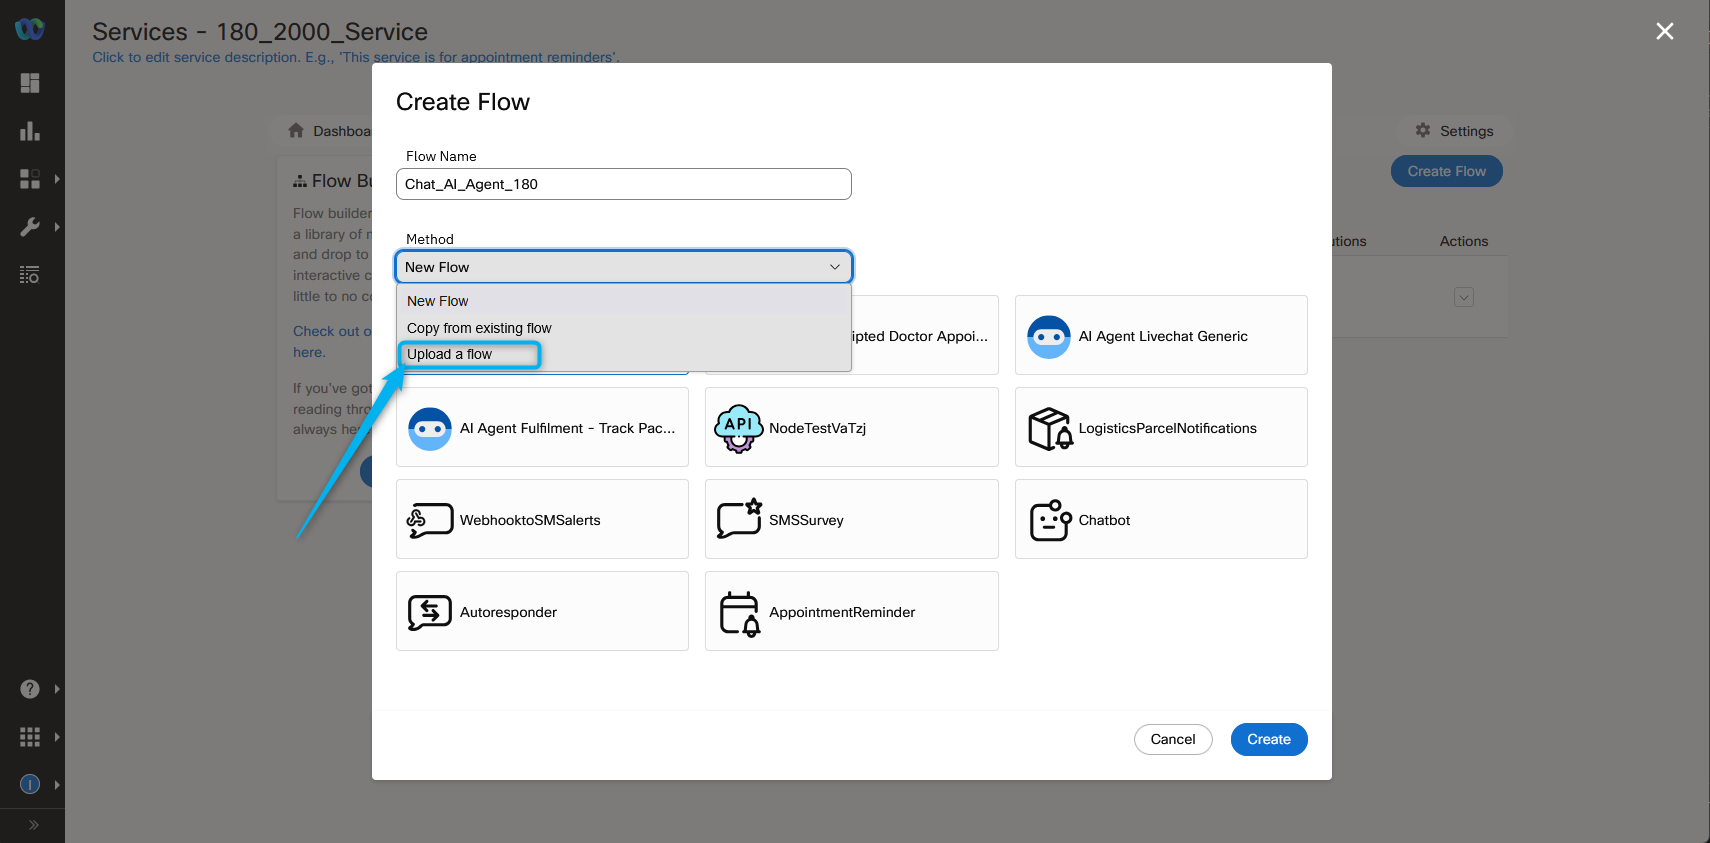 Services - 180_2000_Service
Click to edit service description. E.g., 'This service is for appointment reminders'.
Create Flow
Dashboa
Settings
Flow Name
Create Flow
Flow Bu
Chat_AI_Agent_180
Flow builder
a library of
and drop to
interactive c
little to no co
Method
utions
Actions
New Flow
New Flow
Copy from existing flow
Upload a flow
ipted Doctor Appoi...
AI Agent Livechat Generic
Check out o
here.
If you've got
reading thro
always he
AI Agent Fulfilment - Track Pac...
API
NodeTestVaTzj
LogisticsParcelNotifications
WebhooktoSMSalerts
SMSSurvey
Chatbot
Autoresponder
AppointmentReminder
Cancel
Create
?
I